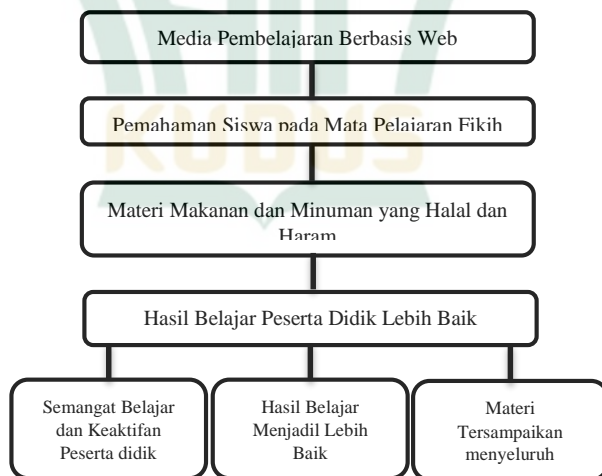 Media Pembelajaran Berbasis Web
Pemahaman Siswa pada Mata Pelajaran Fikih
KUDUS
Materi Makanan dan Minuman yang Halal dan
Haram
Hasil Belajar Peserta Didik Lebih Baik
Semangat Belajar
dan Keaktifan
Peserta didik
Hasil Belajar
Menjadil Lebih
Baik
Materi
Tersampaikan
menyeluruh